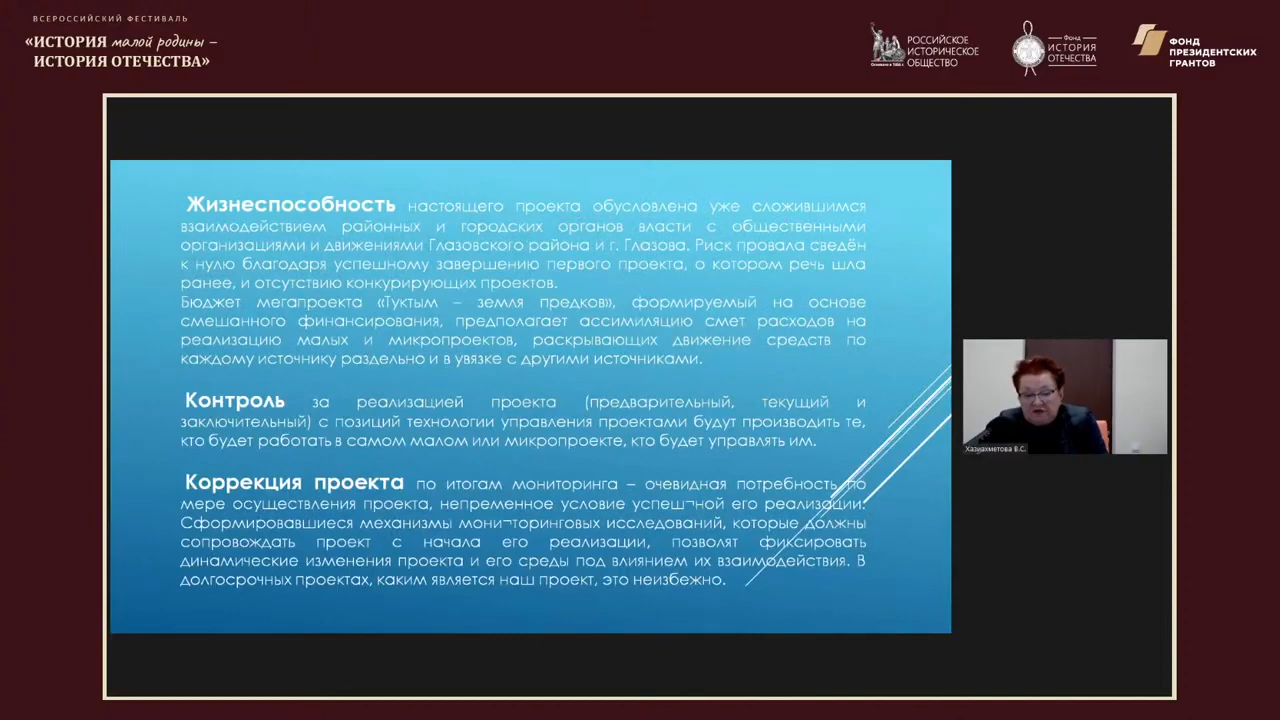 ВСЕРОССИЙСКИЙ ФЕСТИВАЛЬ
«ИСТОРИЯ малой родины –
ИСТОРИЯ ОТЕЧЕСТВА»
РОССИЙСКОЕ
ИСТОРИЧЕСКОЕ
ОБЩЕСТВО
Основано в 1866 г.
Фонд
ИСТОРИЯ
ОТЕЧЕСТВА
ФОНД
ПРЕЗИДЕНТСКИХ
ГРАНТОВ
Жизнеспособность настоящего проекта обусловлена уже сложившимся
взаимодействием районных и городских органов власти с общественными
организациями и движениями Глазовского района и г. Глазова. Риск провала сведён
к нулю благодаря успешному завершению первого проекта, о котором речь шла
ранее, и отсутствию конкурирующих проектов.
Бюджет мегапроекта «Туктым – земля предков», формируемый на основе
смешанного финансирования, предполагает ассимиляцию смет расходов на
реализацию малых и микропроектов, раскрывающих движение средств по
каждому источнику раздельно и в увязке с другими источниками.
Контроль за реализацией проекта (предварительный, текущий и
заключительный) с позиций технологии управления проектами будут производить те,
кто будет работать в самом малом или микропроекте, кто будет управлять им.
Коррекция проекта по итогам мониторинга – очевидная потребность по
мере осуществления проекта, непременное условие успеш¬ной его реализации.
Сформировавшиеся механизмы мони¬торинговых исследований, которые должны
сопровождать проект с начала его реализации, позволят фиксировать
динамические изменения проекта и его среды под влиянием их взаимодействия. В
долгосрочных проектах, каким является наш проект, это неизбежно.
Хазиахметова В.С.